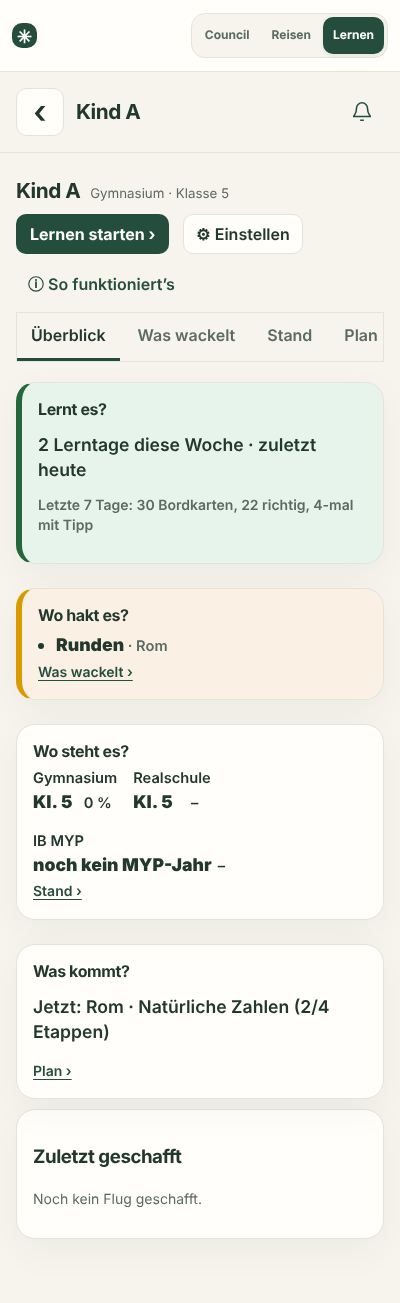 Council Reisen Lernen
‹ Kind A
Kind A Gymnasium · Klasse 5
Lernen starten › ⚙ Einstellen
ⓘ So funktioniert’s
Überblick Was wackelt Stand Plan
Lernt es?
2 Lerntage diese Woche · zuletzt
heute
Letzte 7 Tage: 30 Bordkarten, 22 richtig, 4-mal
mit Tipp
Wo hakt es?
• Runden · Rom
Was wackelt ›
Wo steht es?
Gymnasium Realschule
Kl. 5 0 % Kl. 5 –
IB MYP
noch kein MYP-Jahr –
Stand ›
Was kommt?
Jetzt: Rom · Natürliche Zahlen (2/4
Etappen)
Plan ›
Zuletzt geschafft
Noch kein Flug geschafft.